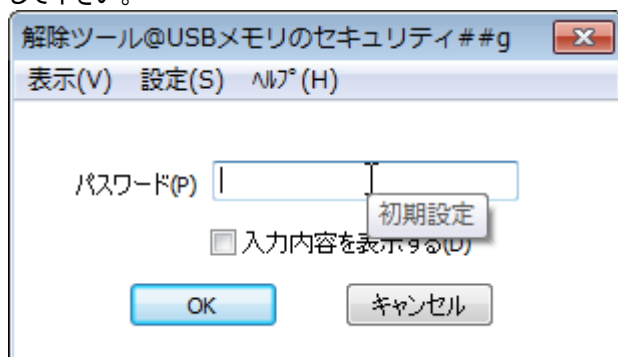 して下さい。
解除ツール@USBメモリのセキュリティ##g
表示(V) 設定(S) ﾍﾙﾌﾟ(H)
パスワード(P)
初期設定
入力内容を表示する(D)
OK キャンセル